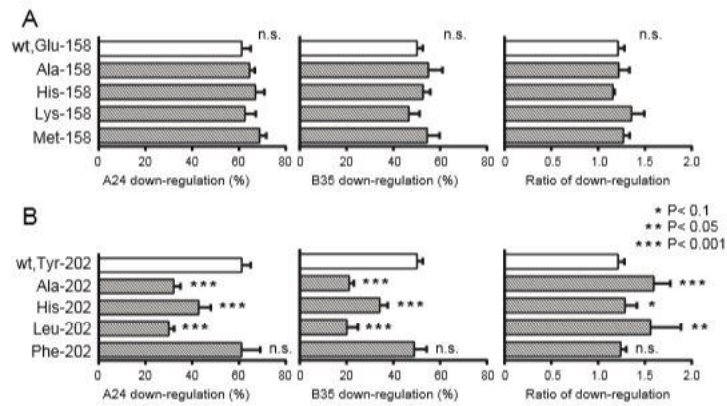 A
n.s. n.s. n.s.
wt,Glu-158
Ala-158
His-158
Lys-158
Met-158
0 20 40 60 80 0 20 40 60 80 0 1.0 1.5 2.0
A24 down-regulation (%) B35 down-regulation (%) Ratio of down-regulation
B
* P< 0.1
** P< 0.05
*** P< 0.001
wt,Tyr-202
Ala-202 *** *** ***
His-202 *** *** *
Leu-202 *** *** **
Phe-202 n.s. n.s. n.s.
0 20 40 60 80 0 20 40 60 80 0 1.0 1.5 2.0
A24 down-regulation (%) B35 down-regulation (%) Ratio of down-regulation